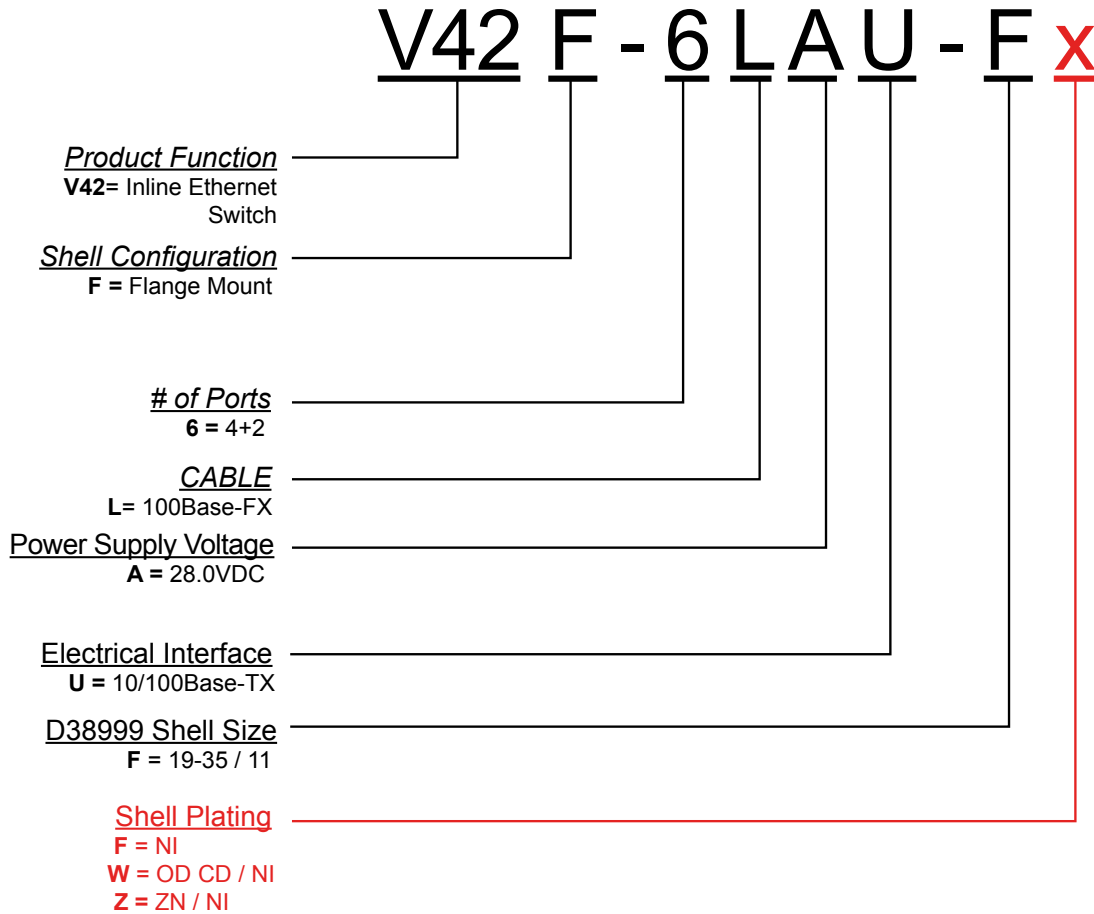 V42 F - 6 L A U - F x
Product Function
V42= Inline Ethernet
Switch
Shell Configuration
F = Flange Mount
# of Ports
6 = 4+2
CABLE
L= 100Base-FX
Power Supply Voltage
A = 28.0VDC
Electrical Interface
U = 10/100Base-TX
D38999 Shell Size
F = 19-35 / 11
Shell Plating
F = NI
W = OD CD / NI
Z = ZN / NI